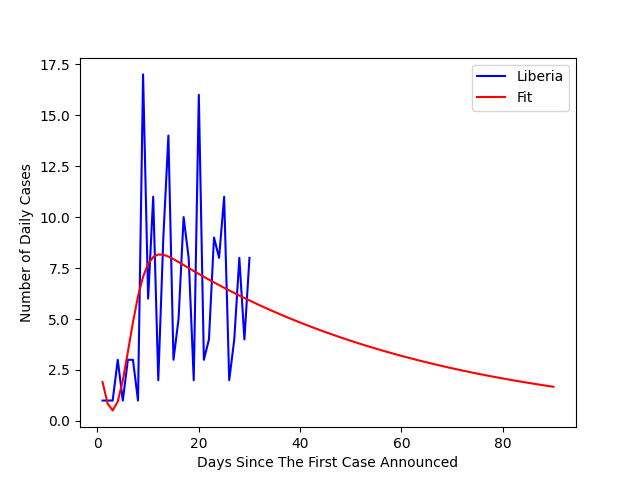 17.5
15.0
12.5
10.0
7.5
5.0
2.5
0.0
Number of Daily Cases
Liberia
Fit
0 20 40 60 80
Days Since The First Case Announced